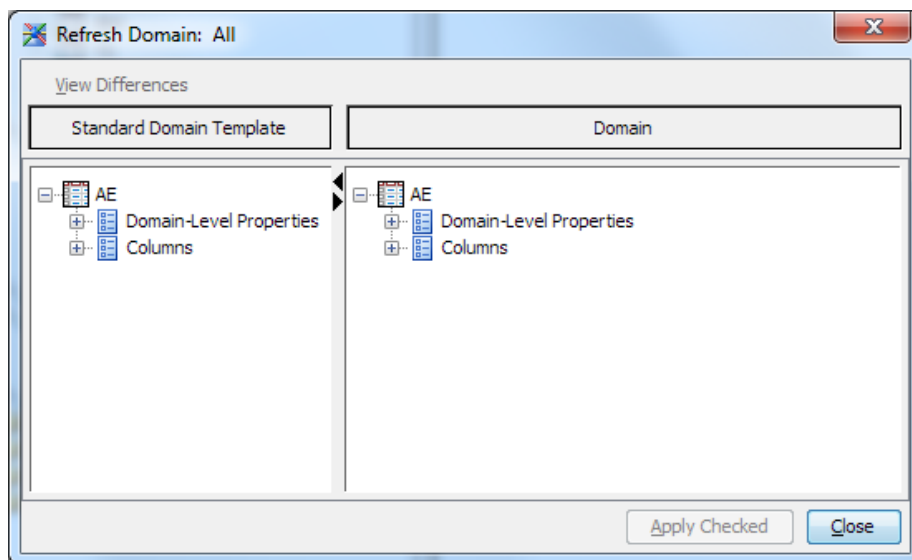 Refresh Domain: All
View Differences
Standard Domain Template
Domain
AE
Domain-Level Properties
Columns
AE
Domain-Level Properties
Columns
Apply Checked
Close